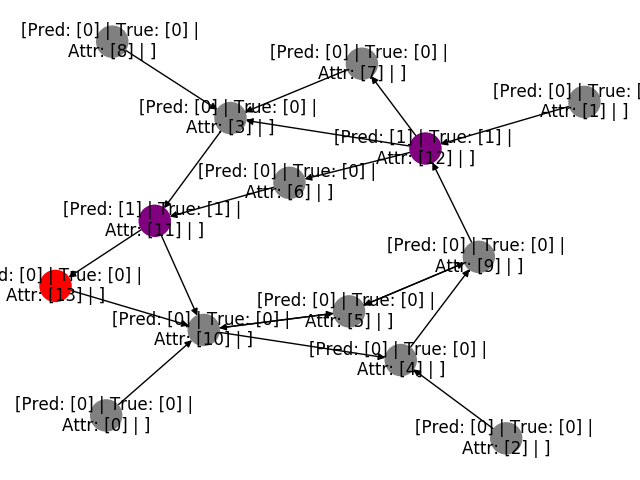 [Pred: [0] | True: [0] |
Attr: [8] | ]
[Pred: [0] | True: [0] |
Attr: [7] | ]
[Pred: [0] | True: [
Attr: [1] | ]
[Pred: [0] | True: [0] |
Attr: [3] | ]
[Pred: [1] | True: [1] |
Attr: [12] | ]
[Pred: [0] | True: [0] |
Attr: [6] | ]
[Pred: [1] | True: [1] |
Attr: [11] | ]
[Pred: [0] | True: [0] |
Attr: [9] | ]
d: [0] | True: [0] |
Attr: [13] | ]
[Pred: [0] | True: [0] |
Attr: [5] | ]
[Pred: [0] | True: [0] |
Attr: [10] | ]
[Pred: [0] | True: [0] |
Attr: [4] | ]
[Pred: [0] | True: [0] |
Attr: [0] | ]
[Pred: [0] | True: [0] |
Attr: [2] | ]